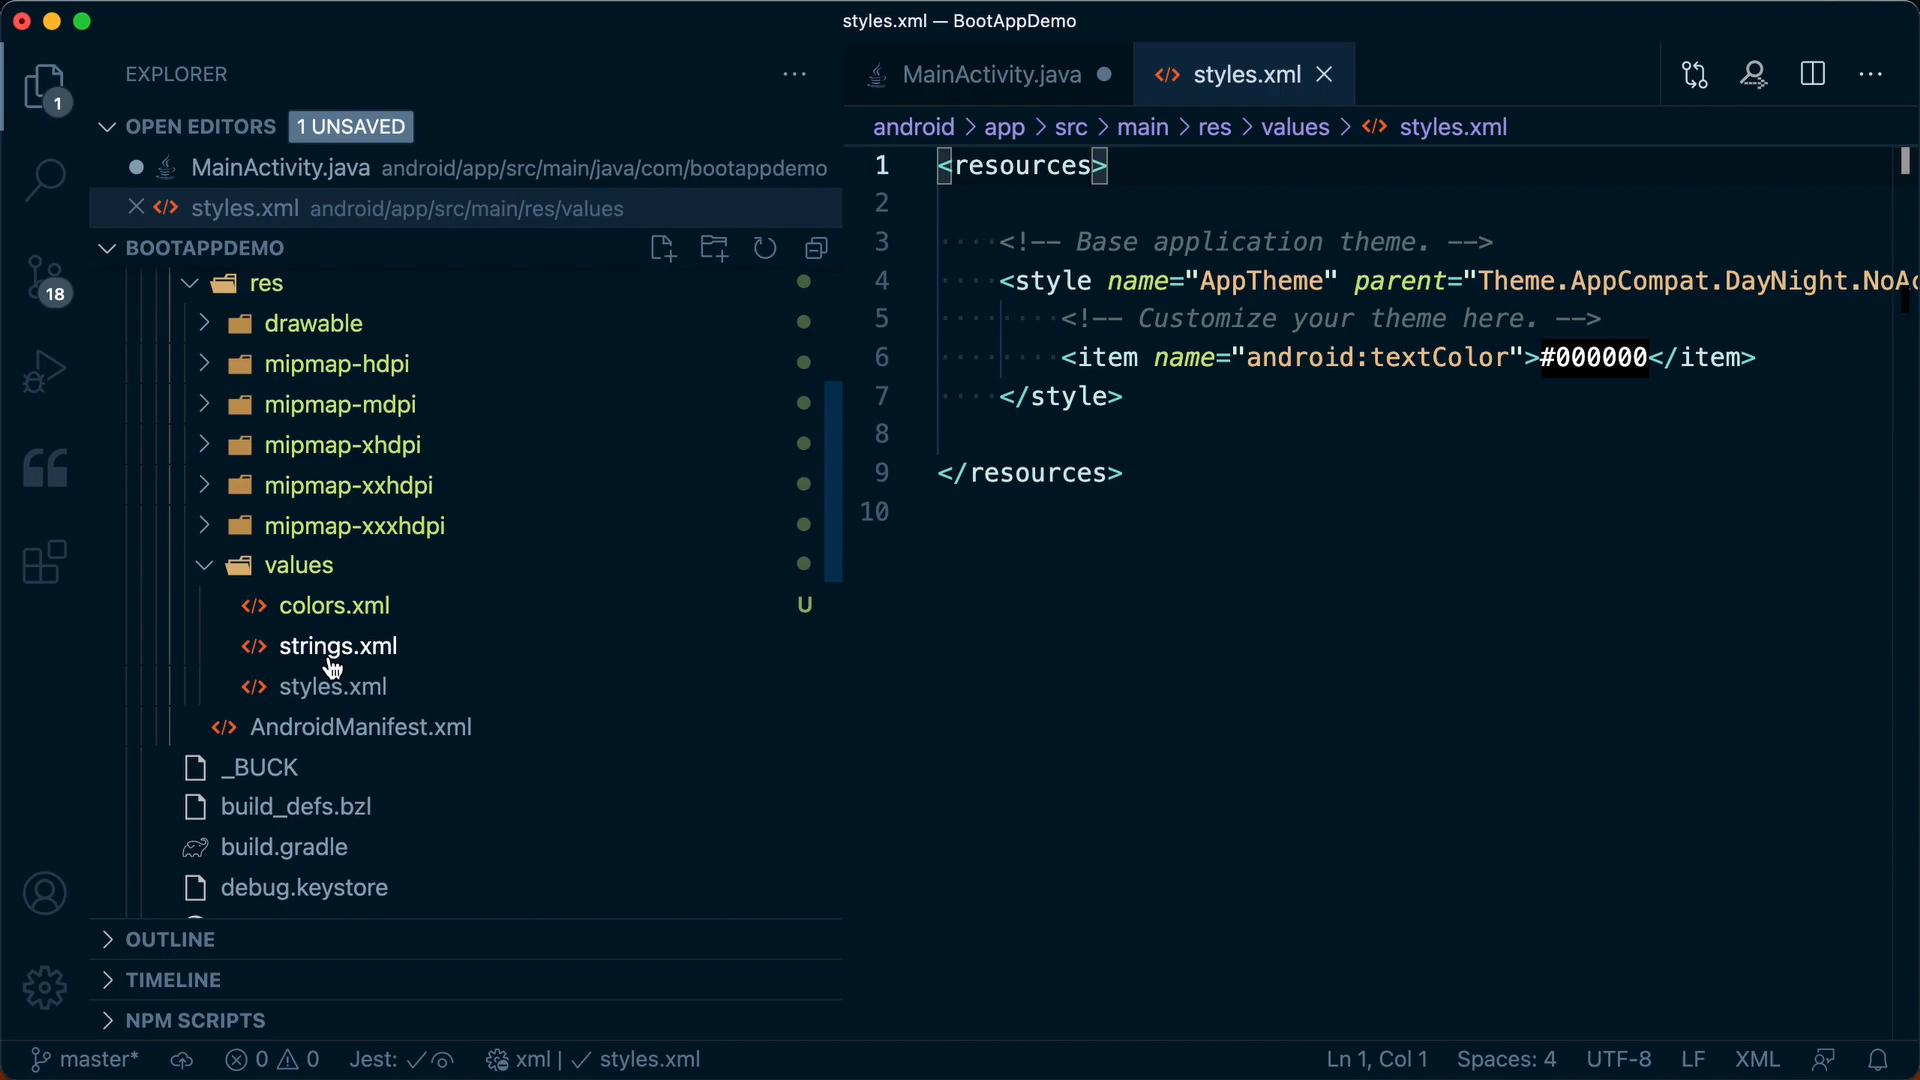 styles.xml — BootAppDemo
EXPLORER
1
OPEN EDITORS 1 UNSAVED
MainActivity.java android/app/src/main/java/com/bootappdemo
styles.xml android/app/src/main/res/values
BOOTAPPDEMO
18
res
drawable
mipmap-hdpi
mipmap-mdpi
mipmap-xhdpi
mipmap-xxhdpi
mipmap-xxxhdpi
values
colors.xml U
strings.xml
styles.xml
AndroidManifest.xml
_BUCK
build_defs.bzl
build.gradle
debug.keystore
OUTLINE
TIMELINE
NPM SCRIPTS
MainActivity.java
styles.xml
android > app > src > main > res > values > styles.xml
1 <resources>
2
3 <!-- Base application theme. -->
4 <style name="AppTheme" parent="Theme.AppCompat.DayNight.NoAc
5 <!-- Customize your theme here. -->
6 <item name="android:textColor">#000000</item>
7 </style>
8
9 </resources>
10
master* 0 0 Jest: xml | styles.xml Ln 1, Col 1 Spaces: 4 UTF-8 LF XML